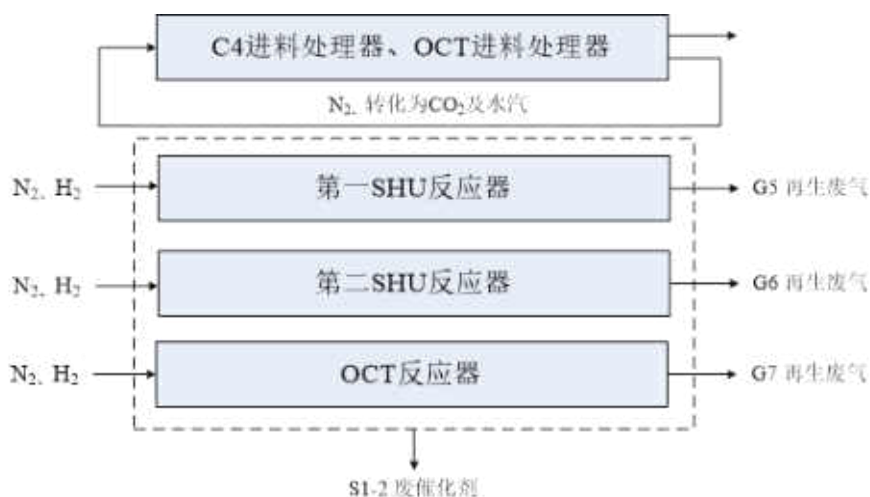 C4进料处理器、OCT进料处理器
N2、转化为CO2及水汽
N2、H2 第一SHU反应器 G5 再生废气
N2、H2 第二SHU反应器 G6 再生废气
N2、H2 OCT反应器 G7 再生废气
S1-2 废催化剂